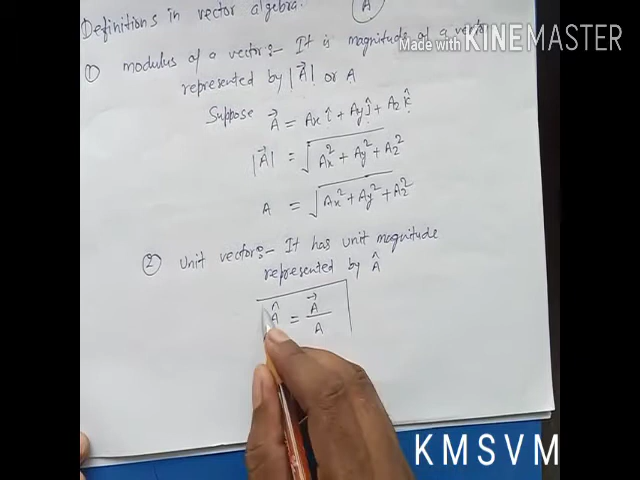 Definitions in vector algebra. A
Made with KINEMASTER
① modulus of a vector:- It is magnitude of a vector
represented by |A⃗| or A
Suppose A⃗ = Ax î + Ay ĵ + Az k̂
|A⃗| = √(Ax² + Ay² + Az²)
A = √(Ax² + Ay² + Az²)
② Unit vector:- It has unit magnitude
represented by Â
 = A⃗ / A
KMSVM